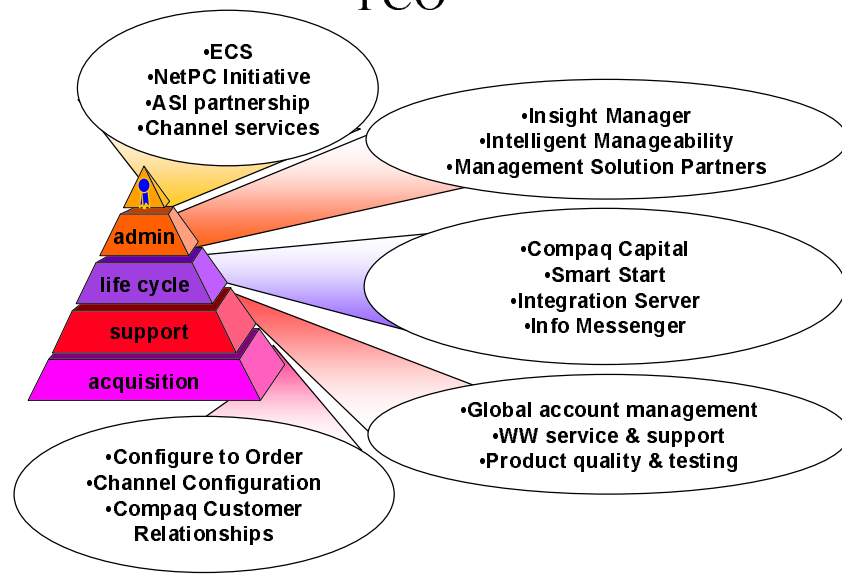 •ECS
•NetPC Initiative
•ASI partnership
•Channel services
•Insight Manager
•Intelligent Manageability
•Management Solution Partners
admin
•Compaq Capital
•Smart Start
•Integration Server
•Info Messenger
life cycle
support
acquisition
•Global account management
•WW service & support
•Product quality & testing
•Configure to Order
•Channel Configuration
•Compaq Customer
Relationships